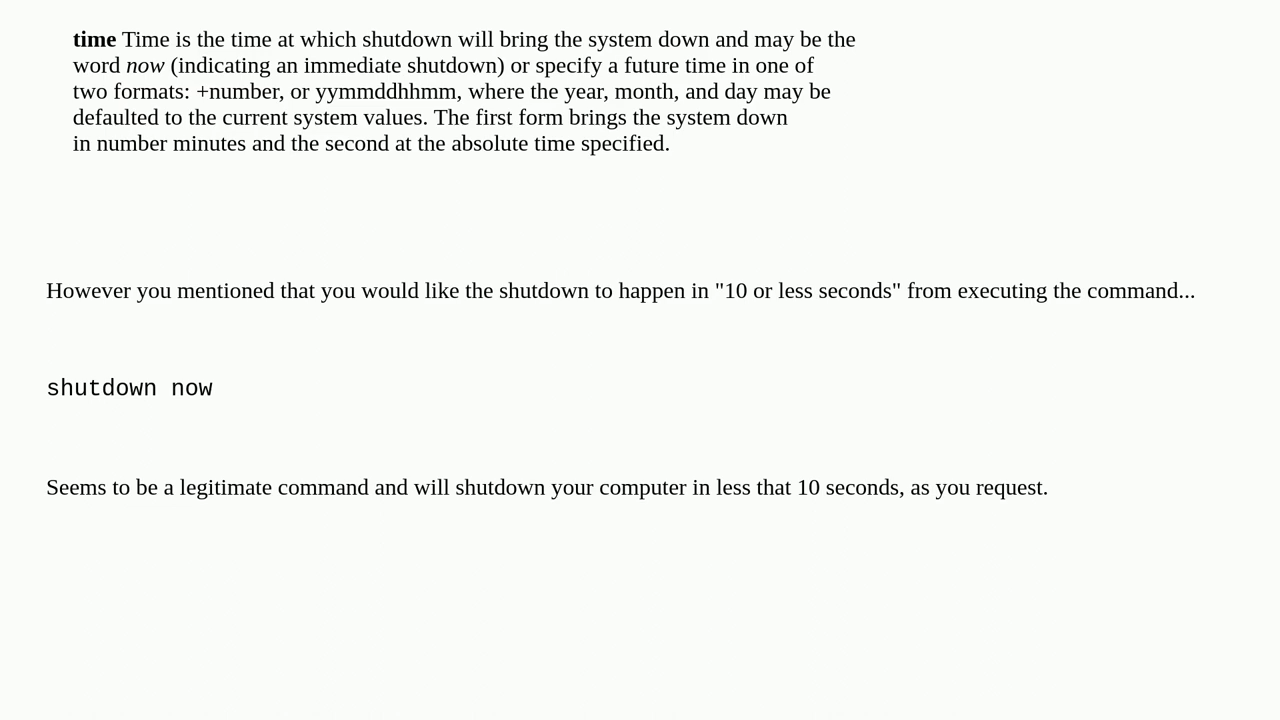 time Time is the time at which shutdown will bring the system down and may be the
word now (indicating an immediate shutdown) or specify a future time in one of
two formats: +number, or yymmddhhmm, where the year, month, and day may be
defaulted to the current system values. The first form brings the system down
in number minutes and the second at the absolute time specified.
However you mentioned that you would like the shutdown to happen in "10 or less seconds" from executing the command...
shutdown now
Seems to be a legitimate command and will shutdown your computer in less that 10 seconds, as you request.